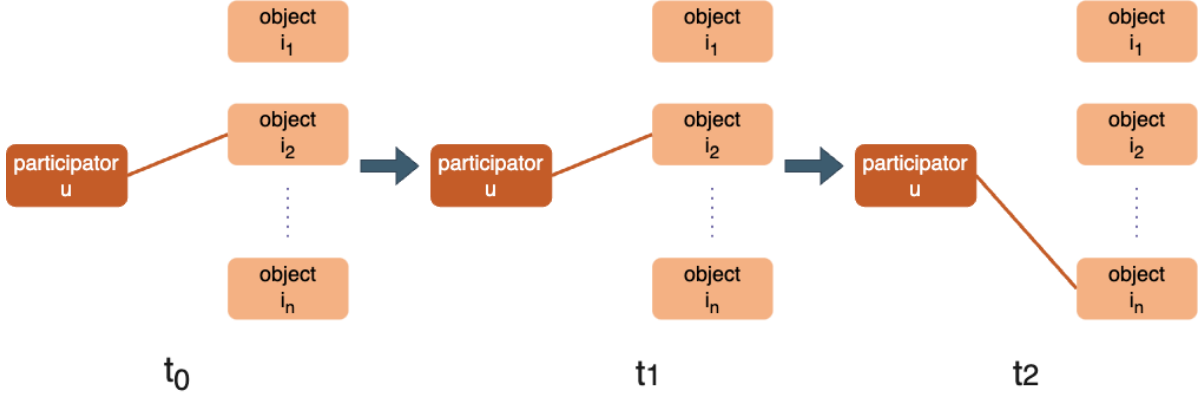 object
i₁
object
i₂
participator
u
object
iₙ
t₀
object
i₁
object
i₂
participator
u
object
iₙ
t1
object
i₁
object
i₂
participator
u
object
iₙ
t2